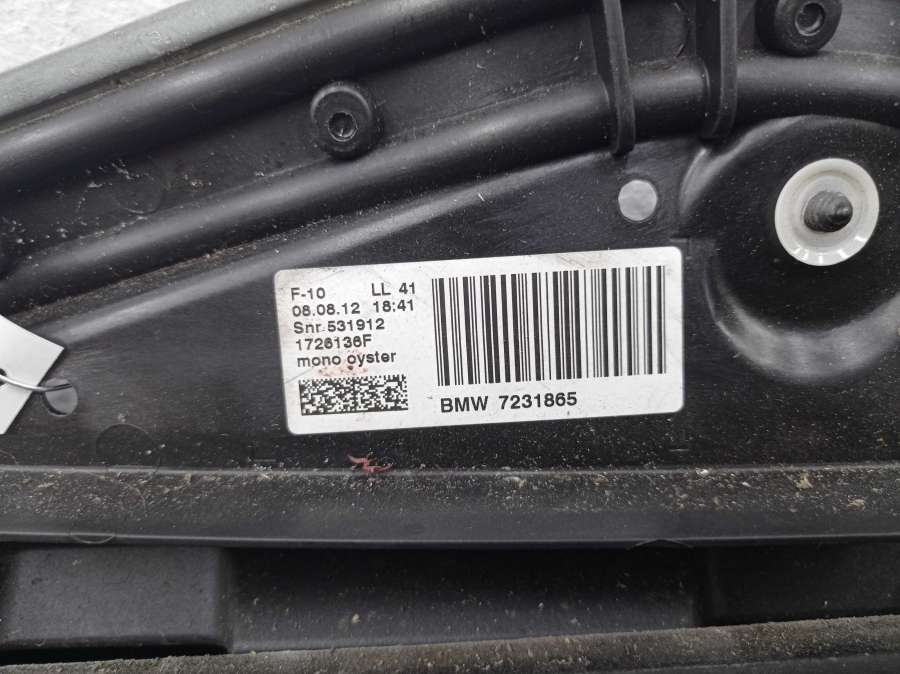 F-10 LL 41
08.08.12 18:41
Snr 531912
1726136F
mono oyster
BMW 7231865